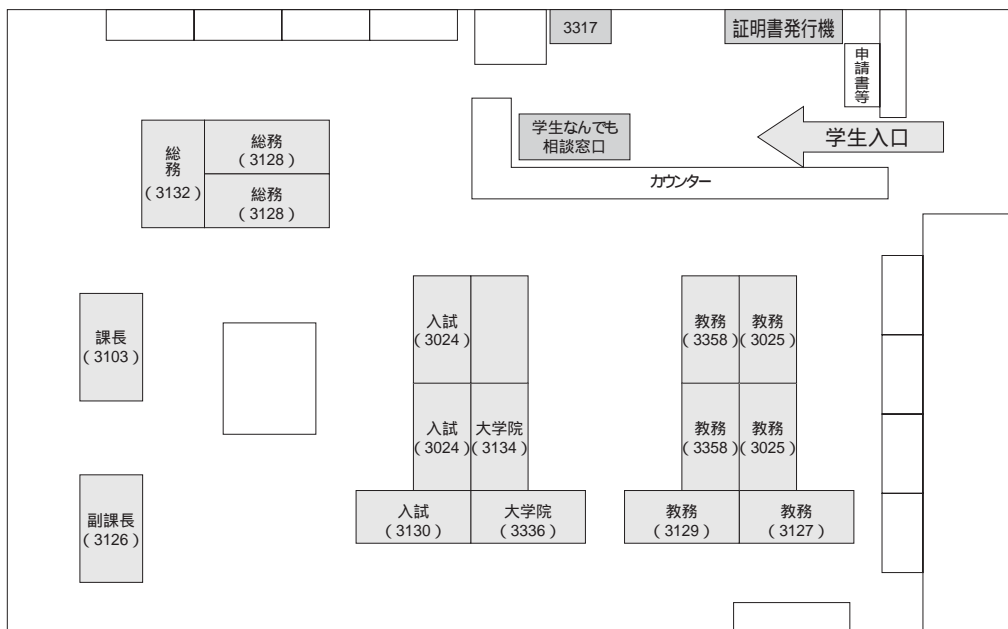 3317
証明書発行機
申請書等
学生なんでも
相談窓口
学生入口
カウンター
総務
（3132）
総務
（3128）
総務
（3128）
課長
（3103）
副課長
（3126）
入試
（3024）
入試
（3024）
大学院
（3134）
入試
（3130）
大学院
（3336）
教務
（3358）
教務
（3025）
教務
（3358）
教務
（3025）
教務
（3129）
教務
（3127）